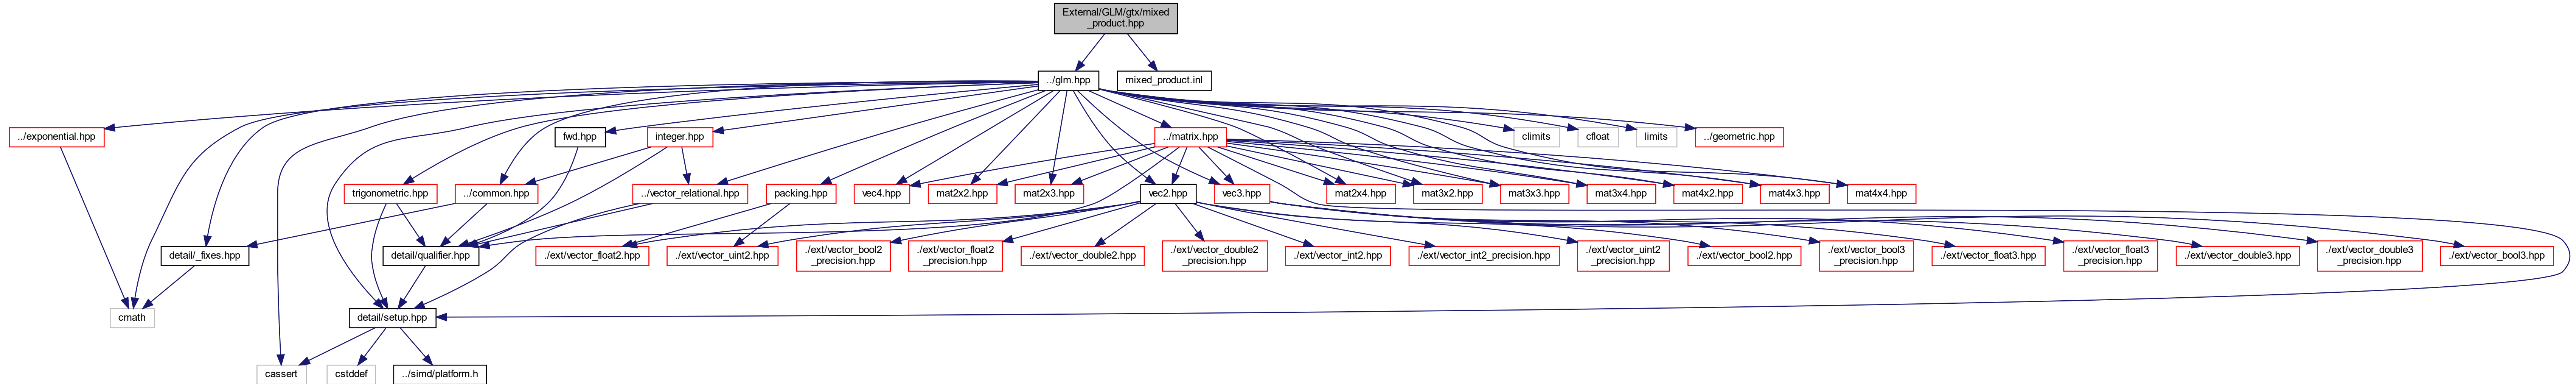 External/GLM/gtx/mixed
_product.hpp
../glm.hpp
mixed_product.inl
../exponential.hpp
fwd.hpp
integer.hpp
../matrix.hpp
climits
cfloat
limits
../geometric.hpp
trigonometric.hpp
../common.hpp
../vector_relational.hpp
packing.hpp
vec4.hpp
mat2x2.hpp
mat2x3.hpp
vec2.hpp
vec3.hpp
mat2x4.hpp
mat3x2.hpp
mat3x3.hpp
mat3x4.hpp
mat4x2.hpp
mat4x3.hpp
mat4x4.hpp
detail/_fixes.hpp
detail/qualifier.hpp
./ext/vector_float2.hpp
./ext/vector_uint2.hpp
./ext/vector_bool2
_precision.hpp
./ext/vector_float2
_precision.hpp
./ext/vector_double2.hpp
./ext/vector_double2
_precision.hpp
./ext/vector_int2.hpp
./ext/vector_int2_precision.hpp
./ext/vector_uint2
_precision.hpp
./ext/vector_bool2.hpp
./ext/vector_bool3
_precision.hpp
./ext/vector_float3.hpp
./ext/vector_float3
_precision.hpp
./ext/vector_double3.hpp
./ext/vector_double3
_precision.hpp
./ext/vector_bool3.hpp
cmath
detail/setup.hpp
cassert
cstddef
../simd/platform.h